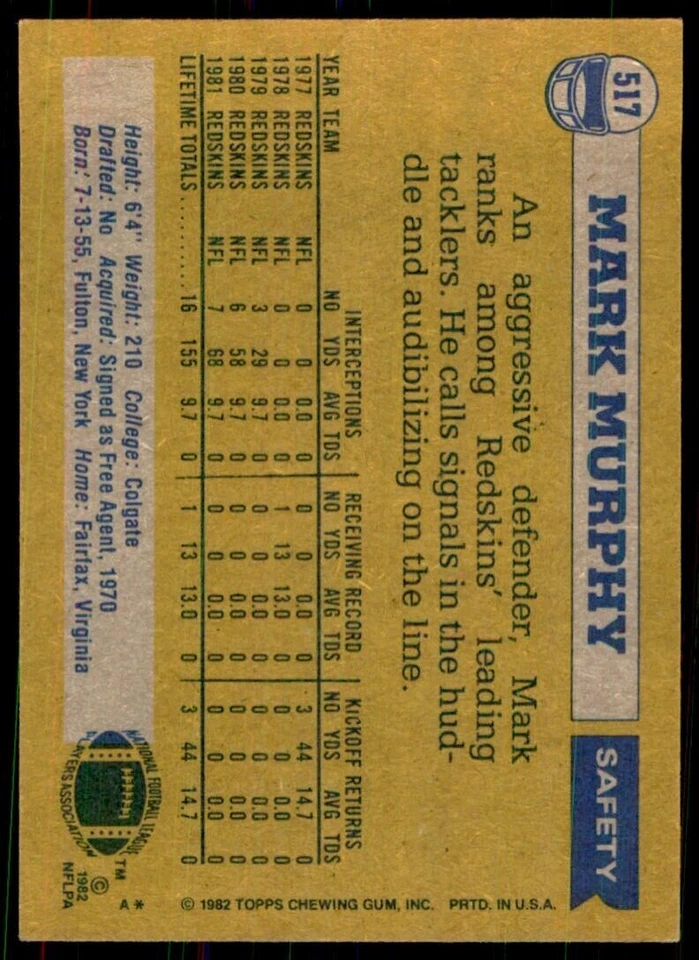 517
MARK MURPHY
SAFETY
An aggressive defender, Mark
ranks among Redskins' leading
tacklers. He calls signals in the hud-
dle and audibilizing on the line.
INTERCEPTIONS RECEIVING RECORD KICKOFF RETURNS
YEAR TEAM NO YDS AVG TDS NO YDS AVG TDS NO YDS AVG TDS
1977 REDSKINS NFL 0 0 0.0 0 0 0 0.0 0 3 44 14.7 0
1978 REDSKINS NFL 0 0 0.0 0 1 13 13.0 0 0 0 0.0 0
1979 REDSKINS NFL 3 29 9.7 0 0 0 0.0 0 0 0 0.0 0
1980 REDSKINS NFL 6 58 9.7 0 0 0 0.0 0 0 0 0.0 0
1981 REDSKINS NFL 7 68 9.7 0 0 0 0.0 0 0 0 0.0 0
LIFETIME TOTALS.......... 16 155 9.7 0 1 13 13.0 0 3 44 14.7 0
Height: 6'4" Weight: 210 College: Colgate
Drafted: No Acquired: Signed as Free Agent, 1970
Born: 7-13-55, Fulton, New York Home: Fairfax, Virginia
NATIONAL FOOTBALL LEAGUE
PLAYERS ASSOCIATION
TM
©
1982
NFLPA
A*
© 1982 TOPPS CHEWING GUM, INC. PRTD. IN U.S.A.